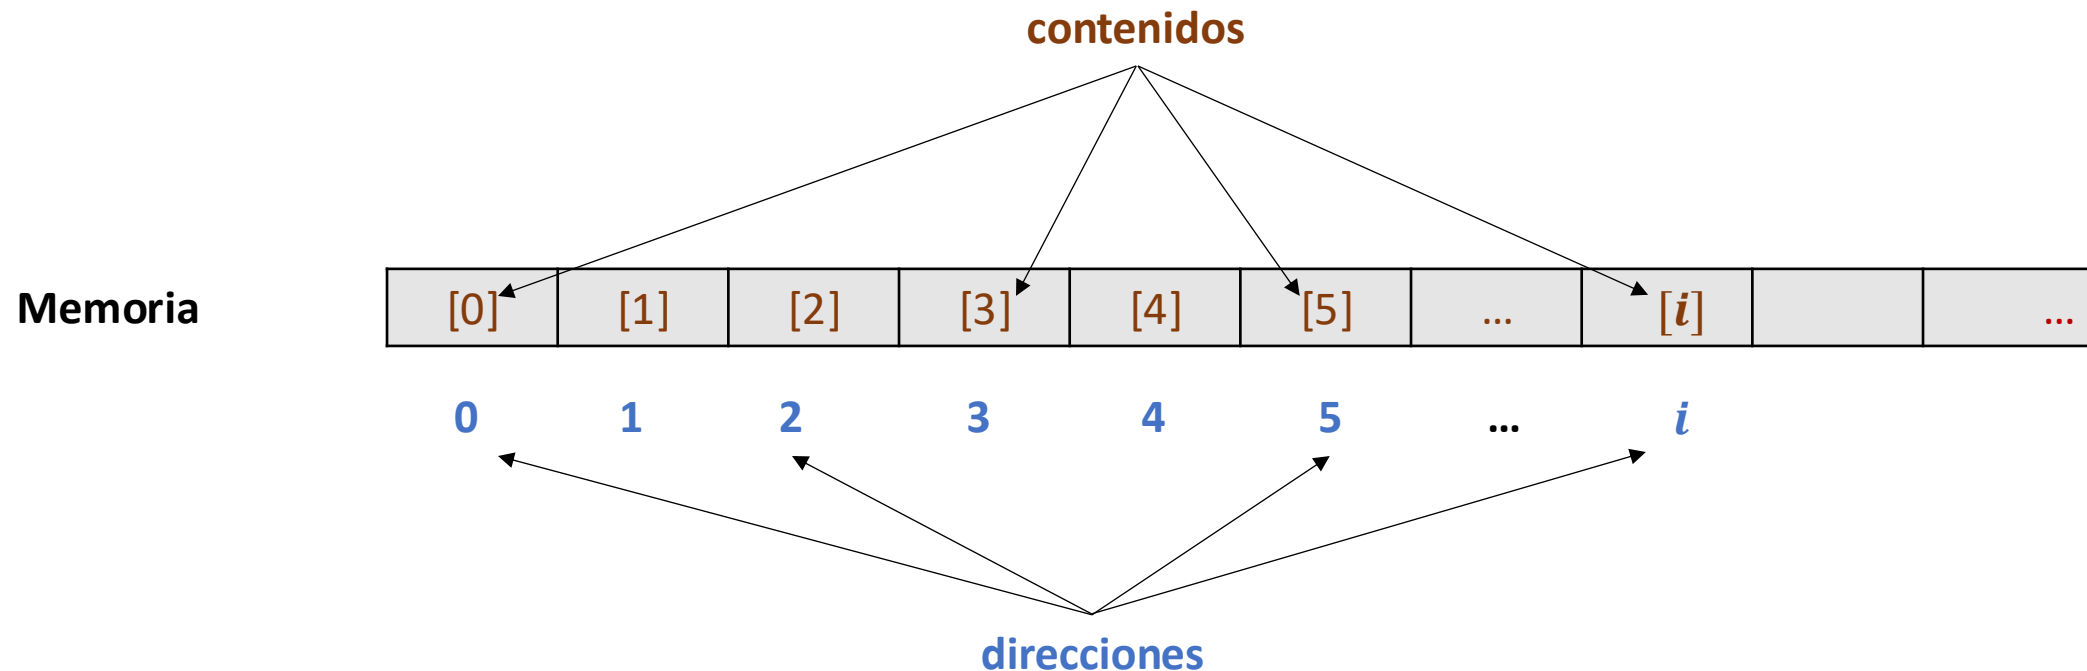 contenidos
Memoria [0] [1] [2] [3] [4] [5] ... [i] ...
0 1 2 3 4 5 ... i
direcciones